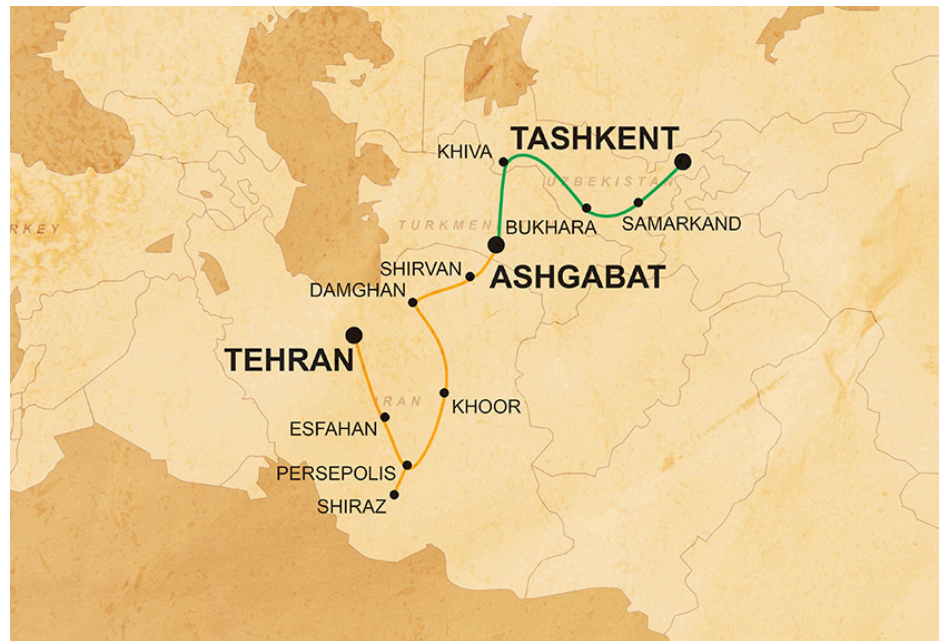 TASHKENT
KHIVA
UZBEKISTAN
RKEY
TURKMEN
BUKHARA
SAMARKAND
SHIRVAN
ASHGABAT
DAMGHAN
TEHRAN
IRAN
KHOOR
ESFAHAN
PERSEPOLIS
SHIRAZ